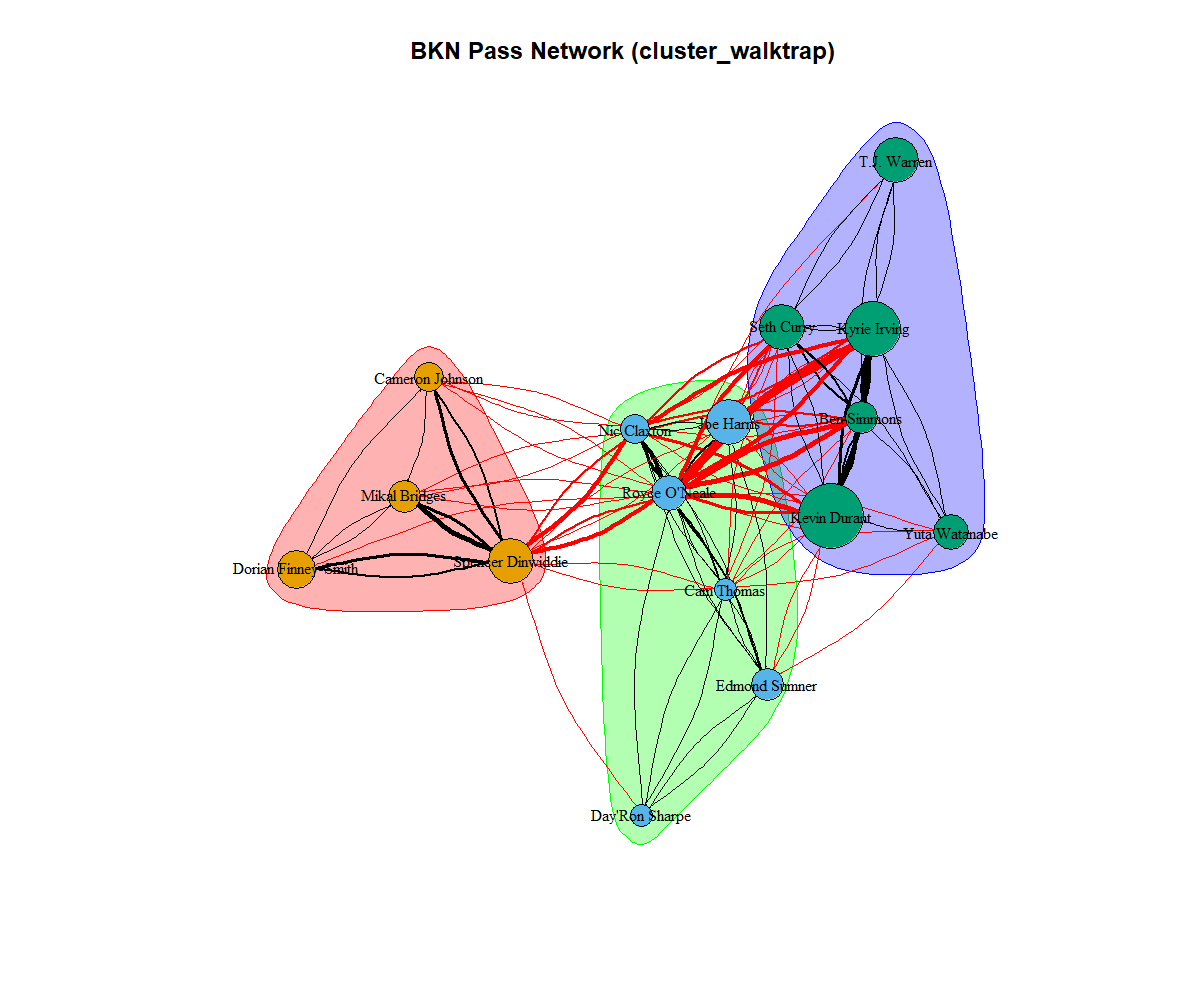 BKN Pass Network (cluster_walktrap)
T.J. Warren
Seth Curry
Kyrie Irving
Cameron Johnson
Ben Simmons
Joe Harris
Nic Claxton
Mikal Bridges
Royce O'Neale
Kevin Durant
Yuta Watanabe
Spencer Dinwiddie
Dorian Finney-Smith
Cam Thomas
Edmond Sumner
Day'Ron Sharpe